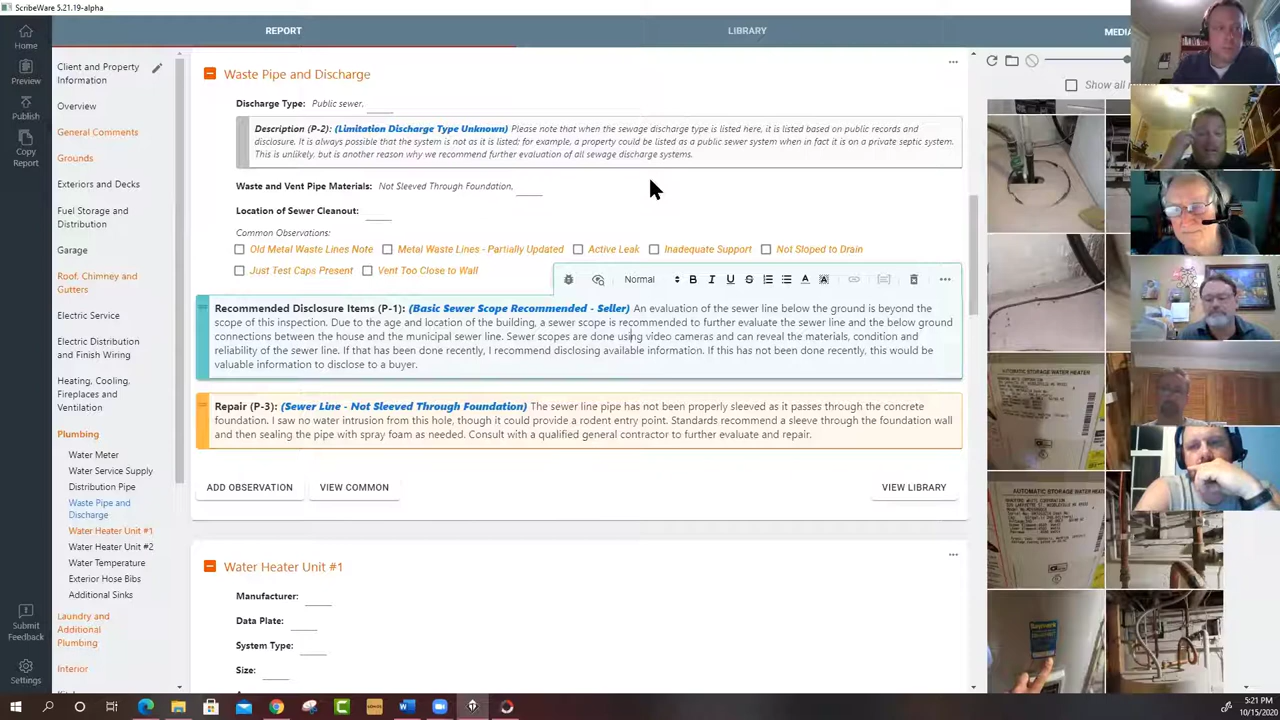 ScribeWare 5.21.19-alpha
REPORT
LIBRARY
MEDIA
Home
Preview
Publish
Copy
Report
Submit
Feedback
Settings
Client and Property
Information
Overview
General Comments
Grounds
Exteriors and Decks
Fuel Storage and
Distribution
Garage
Roof, Chimney and
Gutters
Electric Service
Electric Distribution
and Finish Plumbing
Heating, Cooling,
Fireplaces and
Ventilation
Plumbing
Water Meter
Water Service Supply
Distribution Pipe
Waste Pipe and
Discharge
Water Heater Unit #1
Water Heater Unit #2
Water Temperature
Exterior Hose Bibs
Additional Sinks
Laundry and
Additional
Plumbing
Interior
Waste Pipe and Discharge
Discharge Type: Public sewer,
Description (P-2): (Limitation Discharge Type Unknown) Please note that when the sewage discharge type is listed here, it is listed based on public records and
disclosure. It is always possible that the system is not as it is listed; for example, a property could be listed as a public sewer system when in fact it is on a private septic system.
This is unlikely, but is another reason why we recommend further evaluation of all sewage discharge systems.
Waste and Vent Pipe Materials: Not Sleeved Through Foundation,
Location of Sewer Cleanout:
Common Observations:
Old Metal Waste Lines Note
Metal Waste Lines - Partially Updated
Active Leak
Inadequate Support
Not Sloped to Drain
Just Test Caps Present
Vent Too Close to Wall
Normal
Recommended Disclosure Items (P-1): (Basic Sewer Scope Recommended - Seller) An evaluation of the sewer line below the ground is beyond the
scope of this inspection. Due to the age and location of the building, a sewer scope is recommended to further evaluate the sewer line and the below ground
connections between the house and the municipal sewer line. Sewer scopes are done using video cameras and can reveal the materials, condition and
reliability of the sewer line. If that has been done recently, I recommend disclosing available information. If this has not been done recently, this would be
valuable information to disclose to a buyer.
Repair (P-3): (Sewer Line - Not Sleeved Through Foundation) The sewer line pipe has not been properly sleeved as it passes through the concrete
foundation. I saw no water intrusion from this hole, though it could provide a rodent entry point. Standards recommend a sleeve through the foundation wall
and then sealing the pipe with spray foam as needed. Consult with a qualified general contractor to further evaluate and repair.
ADD OBSERVATION
VIEW COMMON
VIEW LIBRARY
Water Heater Unit #1
Manufacturer:
Data Plate:
System Type:
Size:
Show all
AUTOMATIC STORAGE WATER HEATER
AUTOMATIC STORAGE WATER HEATER
5:21 PM
10/15/2020